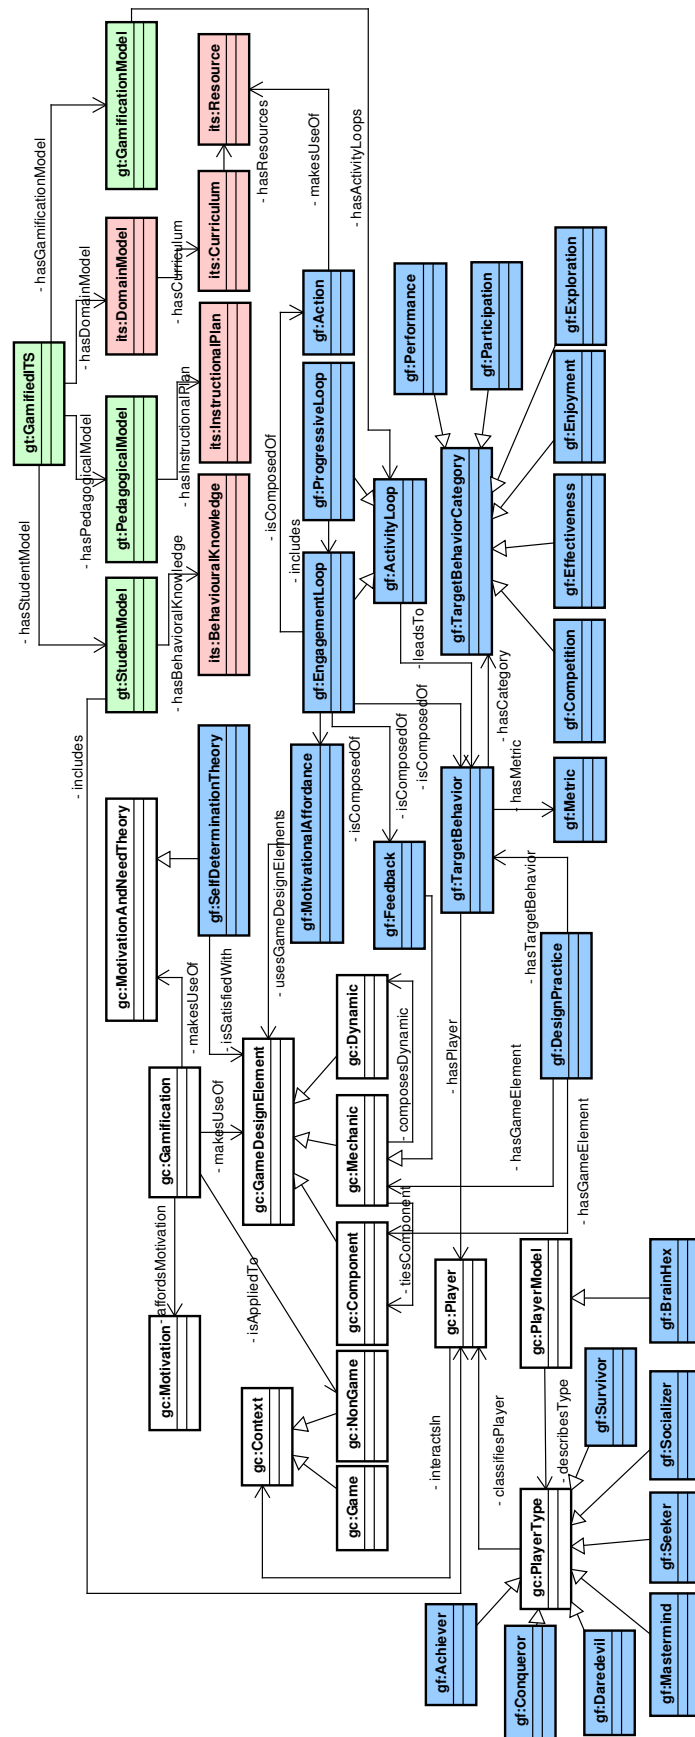 gt:GamifiedITS
- hasGamificationModel
- hasDomainModel
- hasPedagogicalModel
- hasStudentModel
gt:GamificationModel
its:DomainModel
gt:PedagogicalModel
gt:StudentModel
- hasCurriculum
- hasInstructionalPlan
- hasBehavioralKnowledge
- includes
its:Resource
its:Curriculum
its:InstructionalPlan
its:BehaviouralKnowledge
- hasResources
- makesUseOf
- hasActivityLoops
gc:MotivationAndNeedTheory
gf:SelfDeterminationTheory
- makesUseOf
- isSatisfiedWith
gc:Gamification
- makesUseOf
- affordsMotivation
gc:Motivation
- isAppliedTo
- usesGameDesignElements
gc:GameDesignElement
gc:Context
- isComposedOf
- includes
gf:Action
gf:ProgressiveLoop
gf:EngagementLoop
gf:MotivationalAffordance
gf:ActivityLoop
gf:Feedback
- isComposedOf
- isComposedOf
- isComposedOf
- leadsTo
gc:Dynamic
gc:Mechanic
gc:Component
gc:NonGame
gc:Game
- composesDynamic
- tiesComponent
gf:Performance
gf:Participation
gf:TargetBehaviorCategory
gf:Exploration
gf:Enjoyment
gf:Effectiveness
gf:Competition
- hasCategory
- hasMetric
gf:Metric
gf:TargetBehavior
- hasPlayer
- hasTargetBehavior
gf:DesignPractice
- hasGameElement
- hasGameElement
gc:Player
- interactsIn
- classifiesPlayer
gc:PlayerModel
- describesType
gf:BrainHex
gc:PlayerType
gf:Achiever
gf:Conqueror
gf:Daredevil
gf:Mastermind
gf:Seeker
gf:Socializer
gf:Survivor